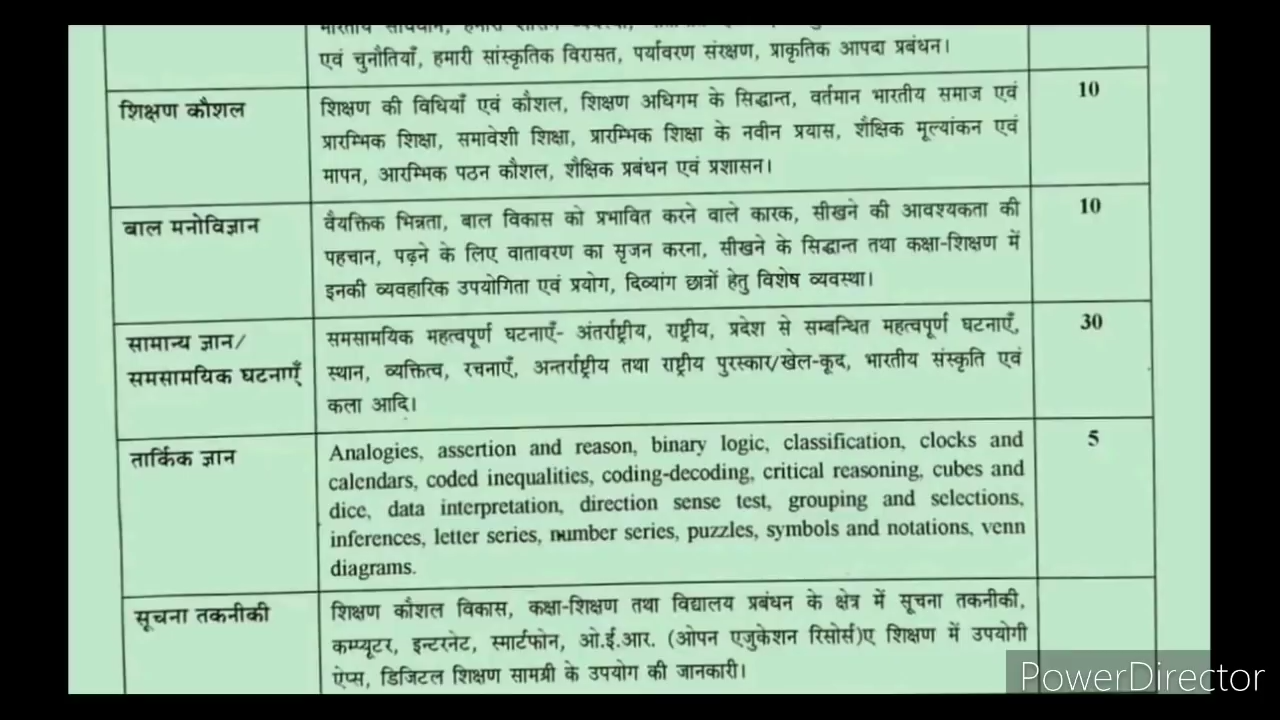 एवं चुनौतियाँ, हमारी सांस्कृतिक विरासत, पर्यावरण संरक्षण, प्राकृतिक आपदा प्रबंधन।
शिक्षण कौशल
शिक्षण की विधियाँ एवं कौशल, शिक्षण अधिगम के सिद्धान्त, वर्तमान भारतीय समाज एवं
प्रारम्भिक शिक्षा, समावेशी शिक्षा, प्रारम्भिक शिक्षा के नवीन प्रयास, शैक्षिक मूल्यांकन एवं
मापन, आरम्भिक पठन कौशल, शैक्षिक प्रबंधन एवं प्रशासन।
10
बाल मनोविज्ञान
वैयक्तिक भिन्नता, बाल विकास को प्रभावित करने वाले कारक, सीखने की आवश्यकता की
पहचान, पढ़ने के लिए वातावरण का सृजन करना, सीखने के सिद्धान्त तथा कक्षा-शिक्षण में
इनकी व्यवहारिक उपयोगिता एवं प्रयोग, दिव्यांग छात्रों हेतु विशेष व्यवस्था।
10
सामान्य ज्ञान/
समसामयिक घटनाएँ
समसामयिक महत्वपूर्ण घटनाएँ- अंतर्राष्ट्रीय, राष्ट्रीय, प्रदेश से सम्बन्धित महत्वपूर्ण घटनाएँ,
स्थान, व्यक्तित्व, रचनाएँ, अन्तर्राष्ट्रीय तथा राष्ट्रीय पुरस्कार/खेल-कूद, भारतीय संस्कृति एवं
कला आदि।
30
तार्किक ज्ञान
Analogies, assertion and reason, binary logic, classification, clocks and
calendars, coded inequalities, coding-decoding, critical reasoning, cubes and
dice, data interpretation, direction sense test, grouping and selections,
inferences, letter series, number series, puzzles, symbols and notations, venn
diagrams.
5
सूचना तकनीकी
शिक्षण कौशल विकास, कक्षा-शिक्षण तथा विद्यालय प्रबंधन के क्षेत्र में सूचना तकनीकी,
कम्प्यूटर, इन्टरनेट, स्मार्टफोन, ओ.ई.आर. (ओपन एजुकेशन रिसोर्स)ए शिक्षण में उपयोगी
ऐप्स, डिजिटल शिक्षण सामग्री के उपयोग की जानकारी।
PowerDirector